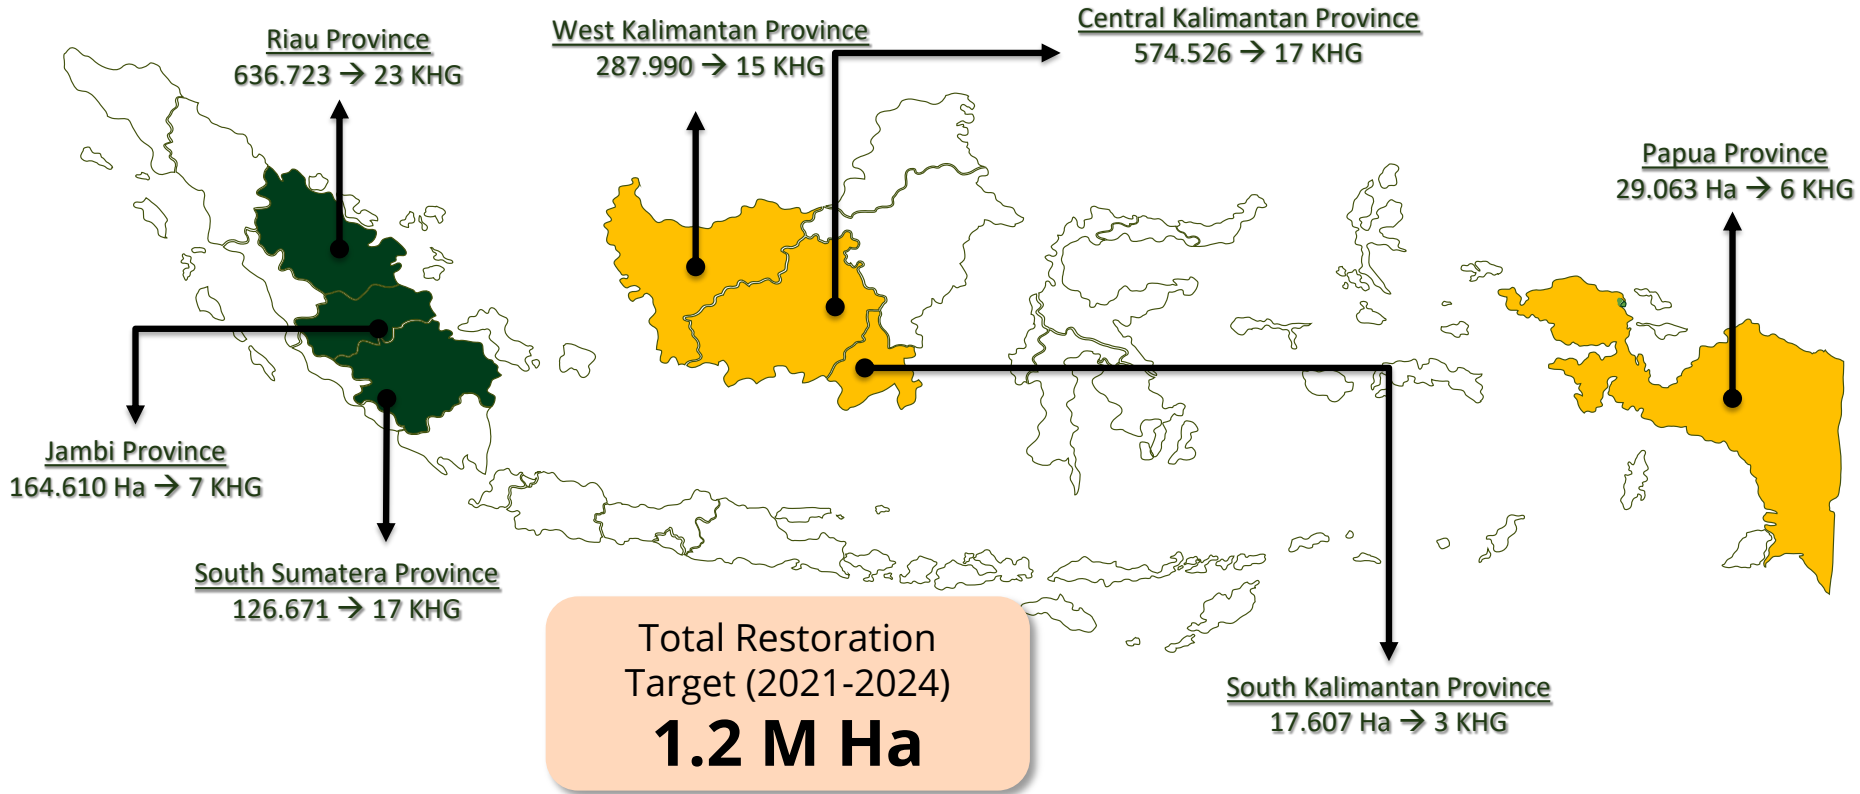 Riau Province
636.723 → 23 KHG
West Kalimantan Province
287.990 → 15 KHG
Central Kalimantan Province
574.526 → 17 KHG
Papua Province
29.063 Ha → 6 KHG
Jambi Province
164.610 Ha → 7 KHG
South Sumatera Province
126.671 → 17 KHG
Total Restoration
Target (2021-2024)
1.2 M Ha
South Kalimantan Province
17.607 Ha → 3 KHG